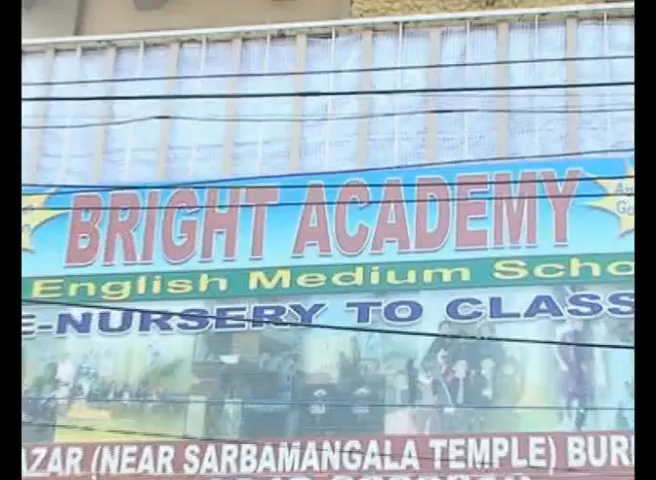 BRIGHT ACADEMY
English Medium Scho
E-NURSERY TO CLASS
AZAR (NEAR SARBAMANGALA TEMPLE) BUR